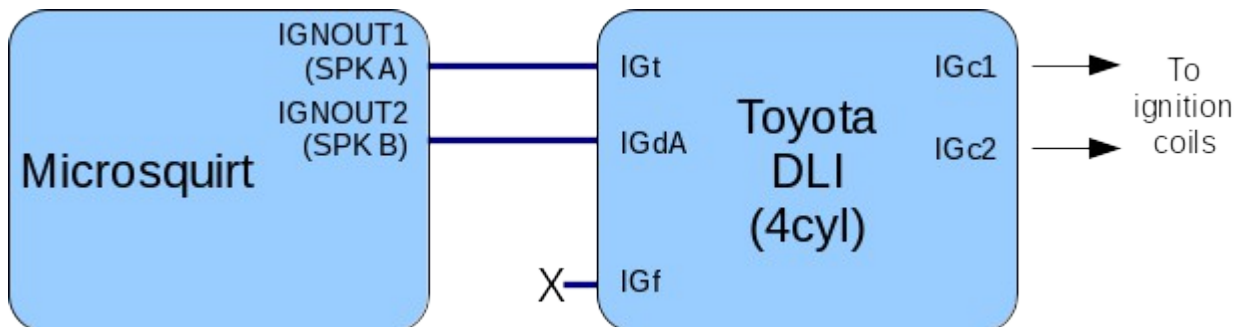 IGNOUT1
(SPK A)
IGNOUT2
(SPK B)
Microsquirt
IGt
IGdA
IGf
Toyota
DLI
(4cyl)
IGc1
IGc2
To
ignition
coils
X